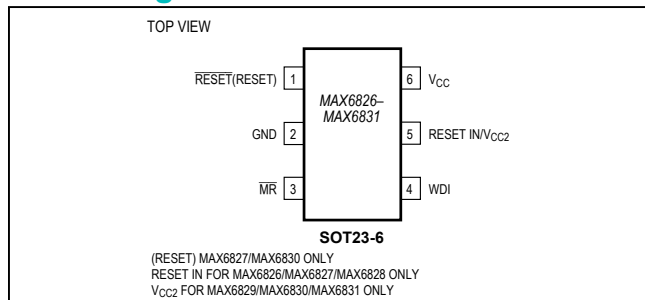 TOP VIEW
RESET(RESET) 1
6 VCC
MAX6826–
MAX6831
GND 2
5 RESET IN/VCC2
MR 3
4 WDI
SOT23-6
(RESET) MAX6827/MAX6830 ONLY
RESET IN FOR MAX6826/MAX6827/MAX6828 ONLY
VCC2 FOR MAX6829/MAX6830/MAX6831 ONLY